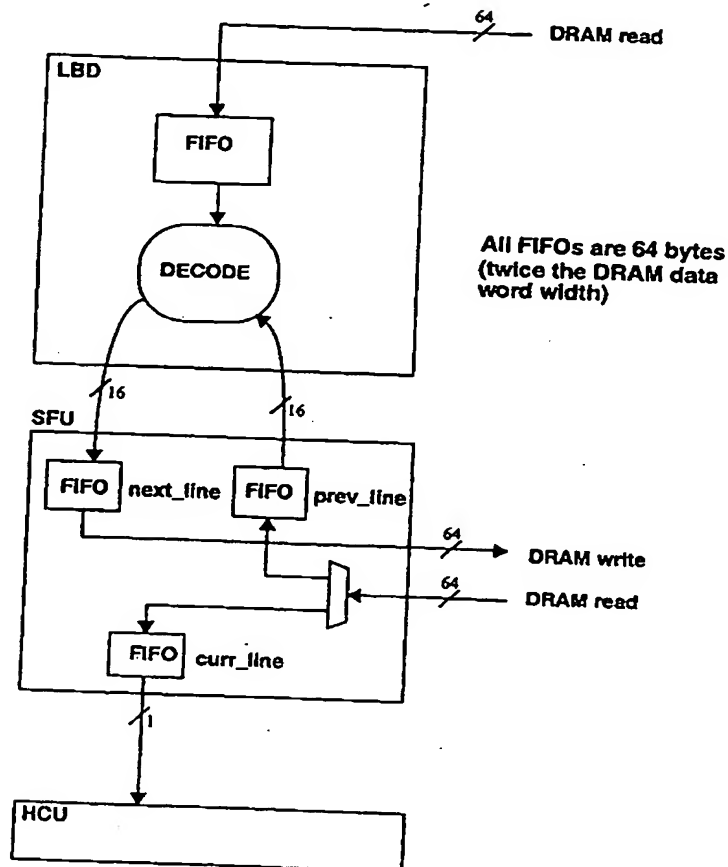 64
DRAM read
LBD
FIFO
DECODE
All FIFOs are 64 bytes
(twice the DRAM data
word width)
16
16
SFU
FIFO next_line
FIFO prev_line
64
DRAM write
64
DRAM read
FIFO curr_line
1
HCU